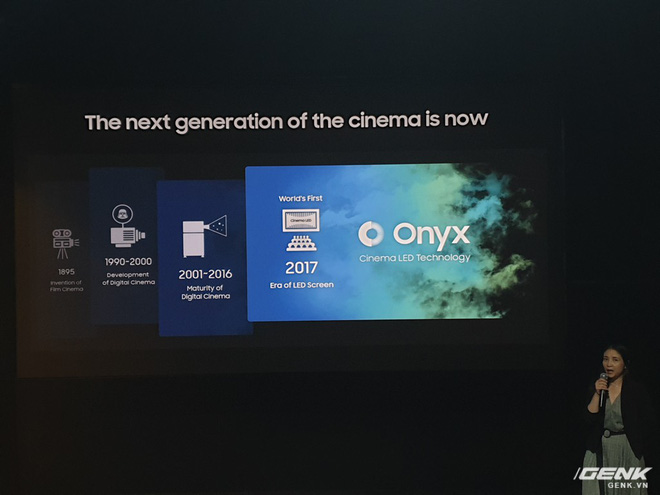 The next generation of the cinema is now
1895
Invention of
Film Cinema
1990-2000
Development
of Digital Cinema
2001-2016
Maturity of
Digital Cinema
World's First
CINEMA LED
2017
Era of LED Screen
Onyx
Cinema LED Technology
GENK
GENK.VN